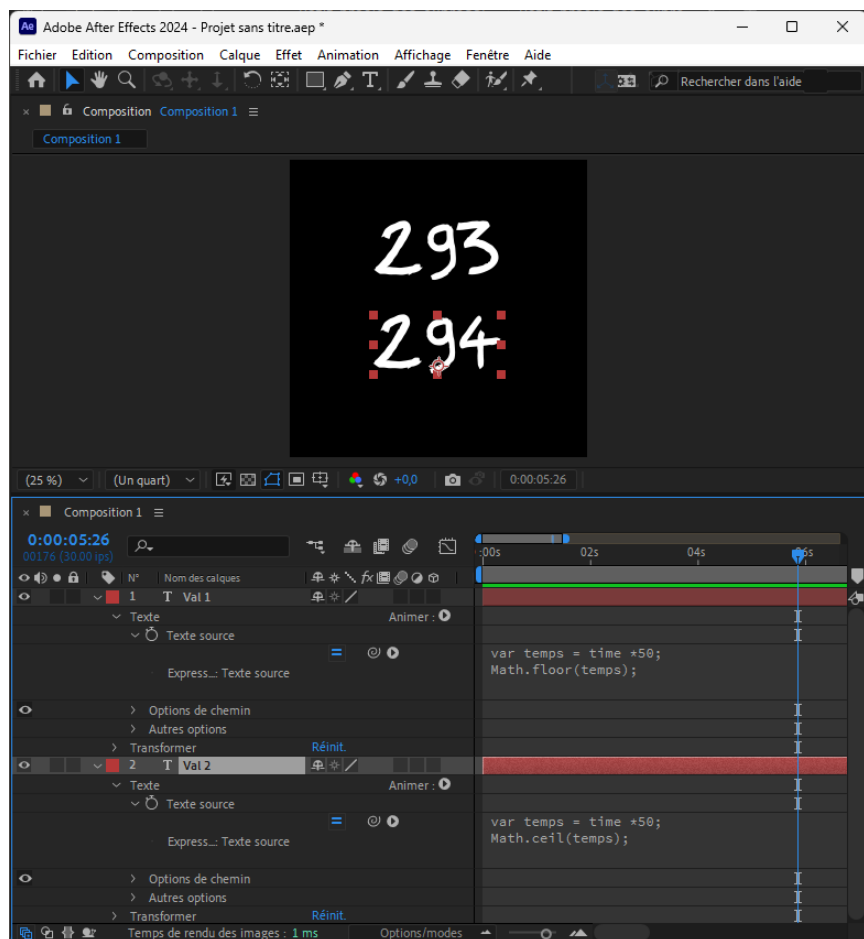 Ae Adobe After Effects 2024 - Projet sans titre.aep *
Fichier Edition Composition Calque Effet Animation Affichage Fenêtre Aide
T Rechercher dans l'aide
Composition Composition 1
Composition 1
293
294
(25 %) (Un quart) +0,0 0:00:05:26
Composition 1
0:00:05:26
00176 (30.00 ips)
:00s 02s 04s 06s
N° Nom des calques fx
1 T Val 1
Texte Animer :
Texte source
var temps = time *50;
Math.floor(temps);
Express...: Texte source
Options de chemin
Autres options
Transformer Réinit.
2 T Val 2
Texte Animer :
Texte source
var temps = time *50;
Math.ceil(temps);
Express...: Texte source
Options de chemin
Autres options
Transformer Réinit.
Temps de rendu des images : 1 ms Options/modes